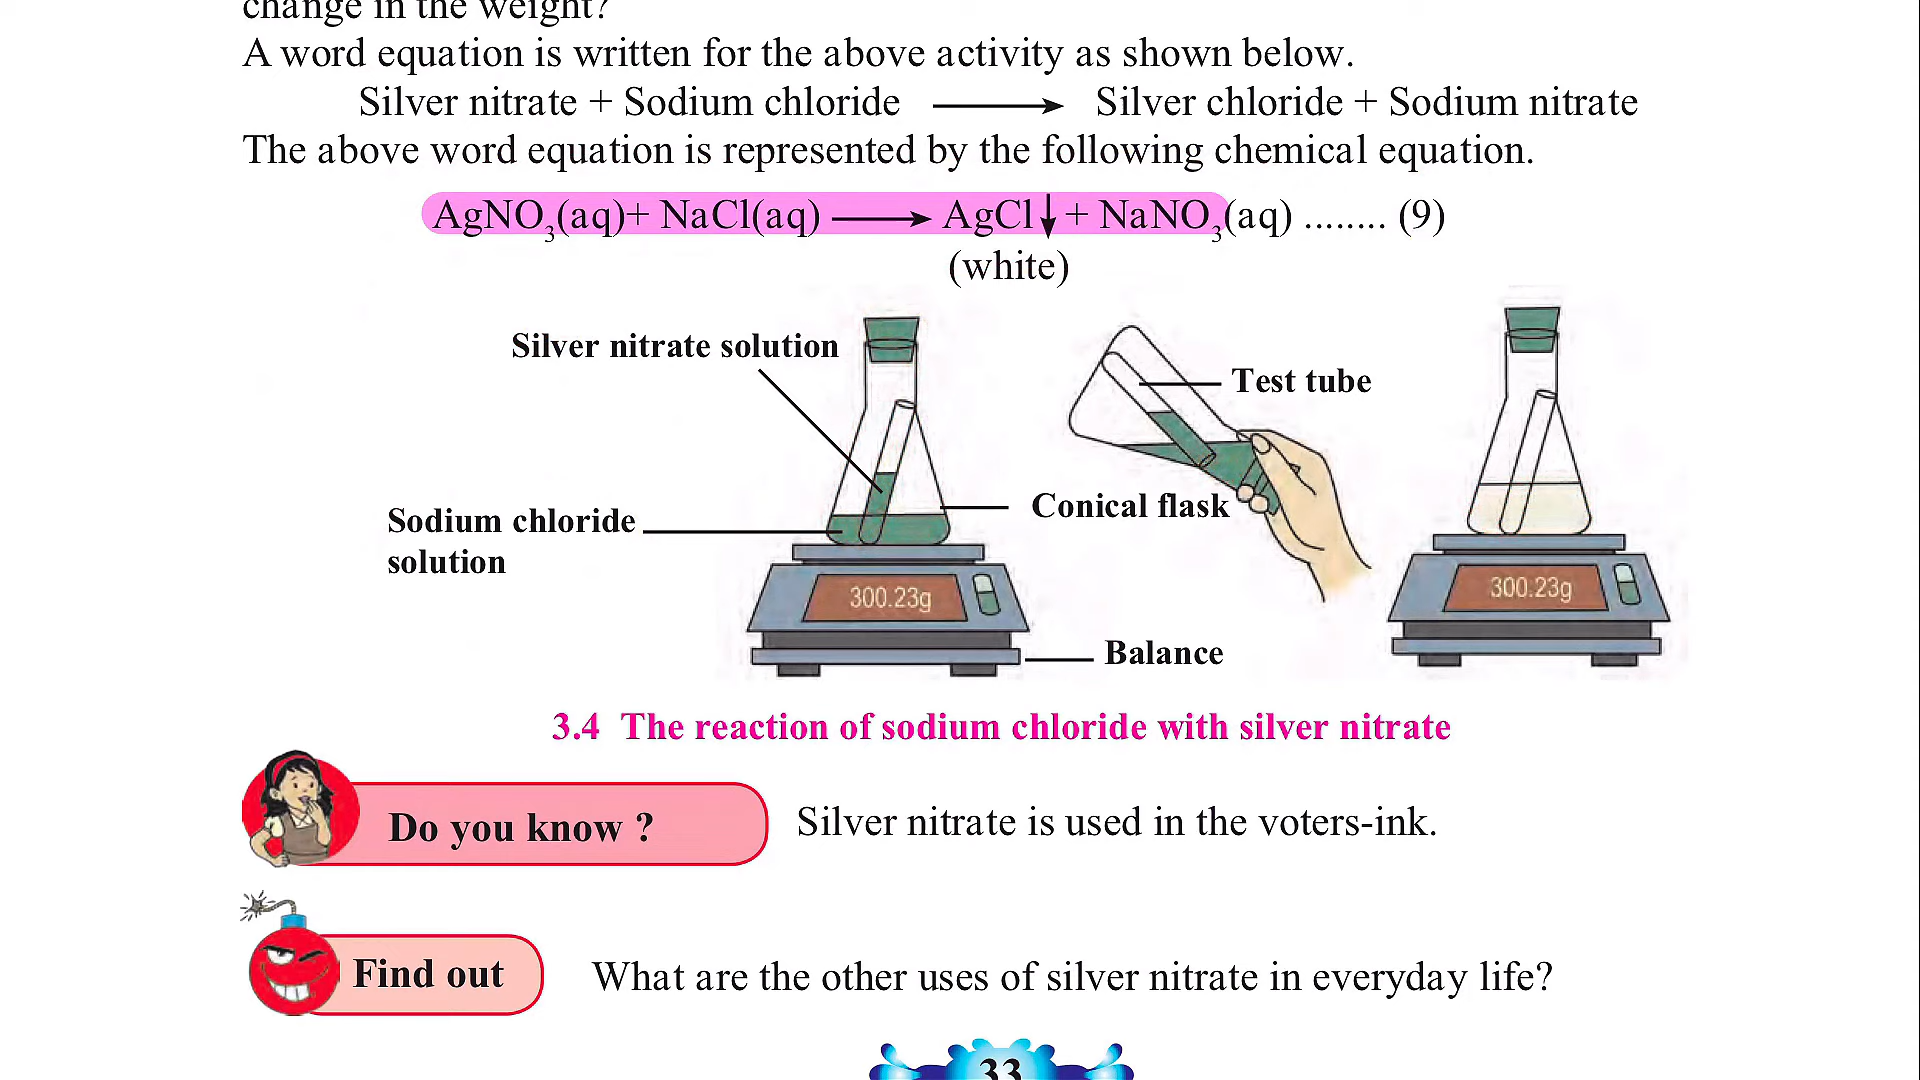 change in the weight?
A word equation is written for the above activity as shown below.
Silver nitrate + Sodium chloride ⟶ Silver chloride + Sodium nitrate
The above word equation is represented by the following chemical equation.
AgNO₃(aq)+ NaCl(aq) ⟶ AgCl↓ + NaNO₃(aq) ........ (9)
(white)
Silver nitrate solution
Test tube
Sodium chloride
solution
Conical flask
300.23g
300.23g
Balance
3.4 The reaction of sodium chloride with silver nitrate
Do you know ?
Silver nitrate is used in the voters-ink.
Find out
What are the other uses of silver nitrate in everyday life?
33